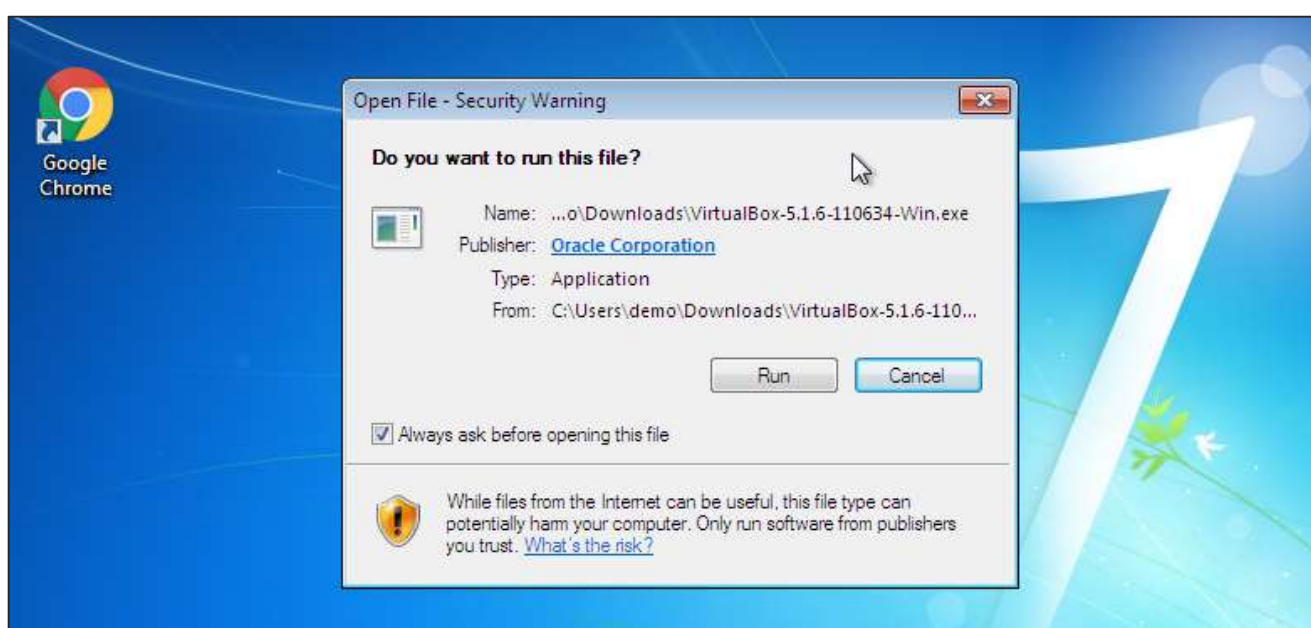 Google
Chrome
Open File - Security Warning
Do you want to run this file?
Name: ...o\Downloads\VirtualBox-5.1.6-110634-Win.exe
Publisher: Oracle Corporation
Type: Application
From: C:\Users\demo\Downloads\VirtualBox-5.1.6-110...
Run Cancel
Always ask before opening this file
While files from the Internet can be useful, this file type can
potentially harm your computer. Only run software from publishers
you trust. What's the risk?